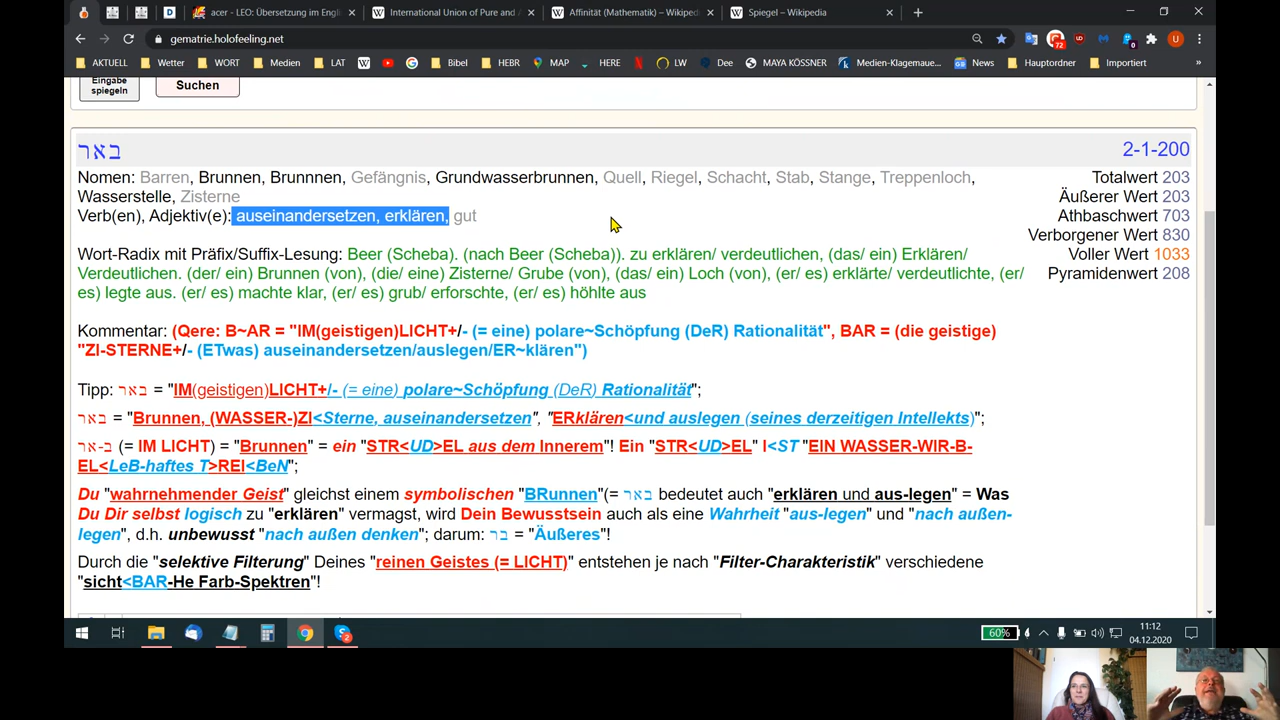 acer - LEO: Übersetzung im Engli
International Union of Pure and A
Affinität (Mathematik) – Wikiped
Spiegel – Wikipedia
gematrie.holofeeling.net
AKTUELL Wetter WORT Medien LAT Bibel HEBR MAP HERE LW Dee MAYA KÖSSNER Medien-Klagemaue... News Hauptordner Importiert »
Eingabe
spiegeln
Suchen
באר 2-1-200
Nomen: Barren, Brunnen, Brunnnen, Gefängnis, Grundwasserbrunnen, Quell, Riegel, Schacht, Stab, Stange, Treppenloch,
Wasserstelle, Zisterne
Verb(en), Adjektiv(e): auseinandersetzen, erklären, gut
Totalwert 203
Äußerer Wert 203
Athbaschwert 703
Verborgener Wert 830
Voller Wert 1033
Pyramidenwert 208
Wort-Radix mit Präfix/Suffix-Lesung: Beer (Scheba). (nach Beer (Scheba)). zu erklären/ verdeutlichen, (das/ ein) Erklären/
Verdeutlichen. (der/ ein) Brunnen (von), (die/ eine) Zisterne/ Grube (von), (das/ ein) Loch (von), (er/ es) erklärte/ verdeutlichte, (er/
es) legte aus. (er/ es) machte klar, (er/ es) grub/ erforschte, (er/ es) höhlte aus
Kommentar: (Qere: B~AR = "IM(geistigen)LICHT+/- (= eine) polare~Schöpfung (DeR) Rationalität", BAR = (die geistige)
"ZI-STERNE+/- (ETwas) auseinandersetzen/auslegen/ER~klären")
Tipp: באר = "IM(geistigen)LICHT+/- (= eine) polare~Schöpfung (DeR) Rationalität";
באר = "Brunnen, (WASSER-)ZI<Sterne, auseinandersetzen", "ERklären<und auslegen (seines derzeitigen Intellekts)";
ב-אר (= IM LICHT) = "Brunnen" = ein "STR<UD>EL aus dem Innerem"! Ein "STR<UD>EL" I<ST "EIN WASSER-WIR-B-
EL<LeB-haftes T>REI<BeN";
Du "wahrnehmender Geist" gleichst einem symbolischen "BRunnen"(= באר bedeutet auch "erklären und aus-legen" = Was
Du Dir selbst logisch zu "erklären" vermagst, wird Dein Bewusstsein auch als eine Wahrheit "aus-legen" und "nach außen-
legen", d.h. unbewusst "nach außen denken"; darum: בר = "Äußeres"!
Durch die "selektive Filterung" Deines "reinen Geistes (= LICHT)" entstehen je nach "Filter-Charakteristik" verschiedene
"sicht<BAR-He Farb-Spektren"!
60%
11:12
04.12.2020